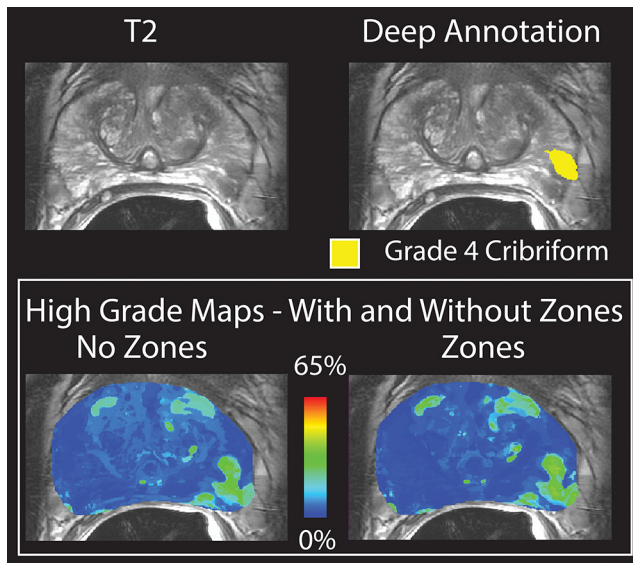 T2
Deep Annotation
Grade 4 Cribriform
High Grade Maps - With and Without Zones
No Zones
Zones
65%
0%